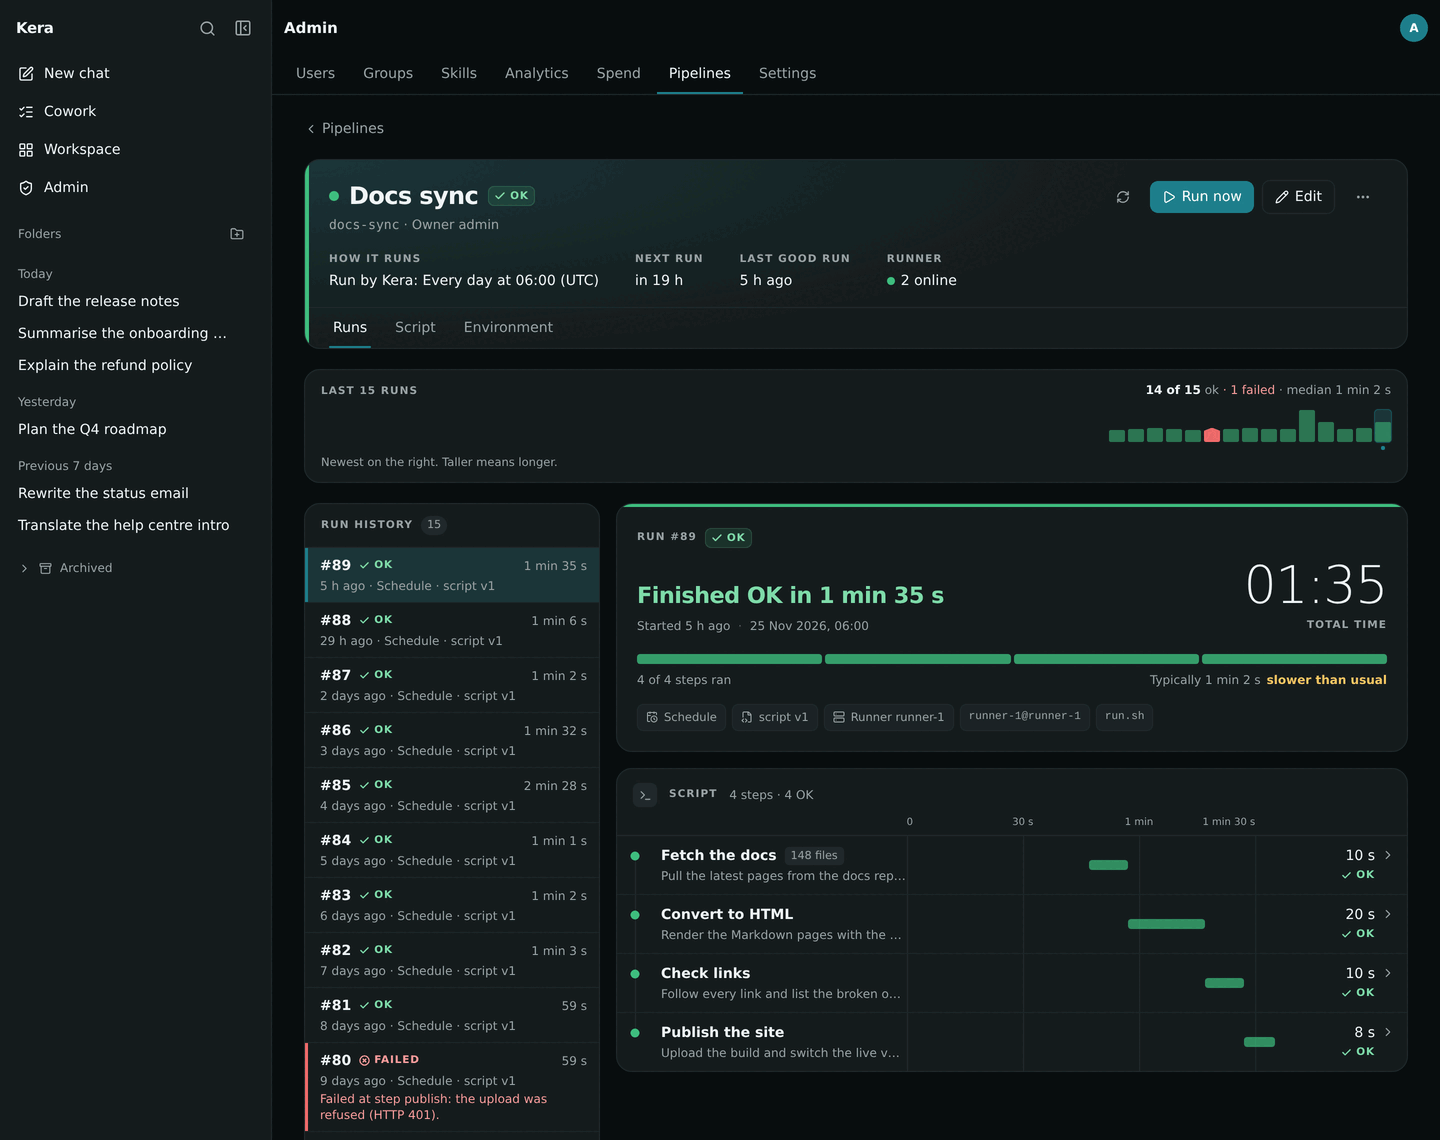 Kera
New chat
Cowork
Workspace
Admin
Folders
Today
Draft the release notes
Summarise the onboarding ...
Explain the refund policy
Yesterday
Plan the Q4 roadmap
Previous 7 days
Rewrite the status email
Translate the help centre intro
Archived
Admin
A
Users Groups Skills Analytics Spend Pipelines Settings
Pipelines
Docs sync OK
Run now Edit
docs-sync · Owner admin
HOW IT RUNS NEXT RUN LAST GOOD RUN RUNNER
Run by Kera: Every day at 06:00 (UTC) in 19 h 5 h ago 2 online
Runs Script Environment
LAST 15 RUNS 14 of 15 ok · 1 failed · median 1 min 2 s
Newest on the right. Taller means longer.
RUN HISTORY 15
#89 OK 1 min 35 s
5 h ago · Schedule · script v1
#88 OK 1 min 6 s
29 h ago · Schedule · script v1
#87 OK 1 min 2 s
2 days ago · Schedule · script v1
#86 OK 1 min 32 s
3 days ago · Schedule · script v1
#85 OK 2 min 28 s
4 days ago · Schedule · script v1
#84 OK 1 min 1 s
5 days ago · Schedule · script v1
#83 OK 1 min 2 s
6 days ago · Schedule · script v1
#82 OK 1 min 3 s
7 days ago · Schedule · script v1
#81 OK 59 s
8 days ago · Schedule · script v1
#80 FAILED 59 s
9 days ago · Schedule · script v1
Failed at step publish: the upload was
refused (HTTP 401).
RUN #89 OK
Finished OK in 1 min 35 s
01:35
Started 5 h ago · 25 Nov 2026, 06:00
TOTAL TIME
4 of 4 steps ran Typically 1 min 2 s slower than usual
Schedule script v1 Runner runner-1 runner-1@runner-1 run.sh
SCRIPT 4 steps · 4 OK
0 30 s 1 min 1 min 30 s
Fetch the docs 148 files 10 s
Pull the latest pages from the docs rep... OK
Convert to HTML 20 s
Render the Markdown pages with the ... OK
Check links 10 s
Follow every link and list the broken o... OK
Publish the site 8 s
Upload the build and switch the live v... OK